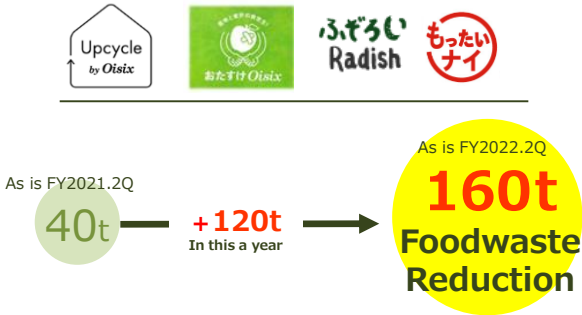 Upcycle
by Oisix
おたすけOisix
ふぞろい
Radish
もったい
ナイ
As is FY2021.2Q
40t
+120t
In this a year
As is FY2022.2Q
160t
Foodwaste
Reduction